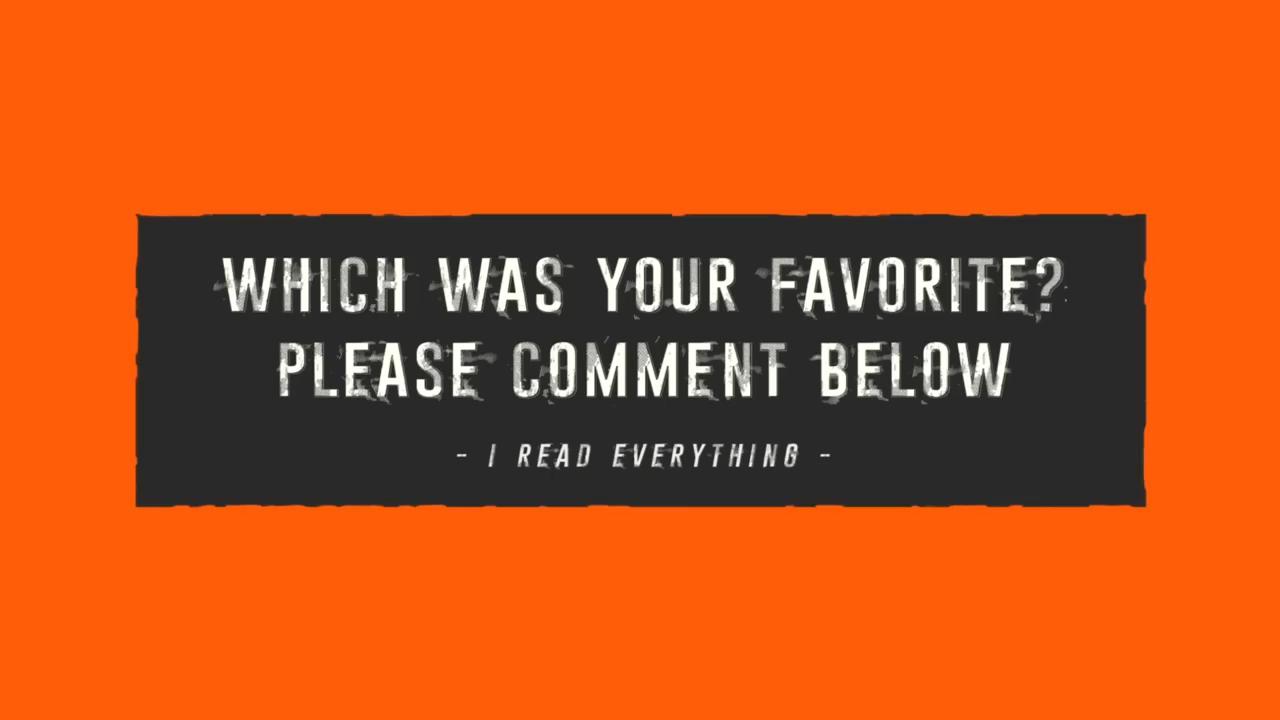 WHICH WAS YOUR FAVORITE?
PLEASE COMMENT BELOW
- I READ EVERYTHING -